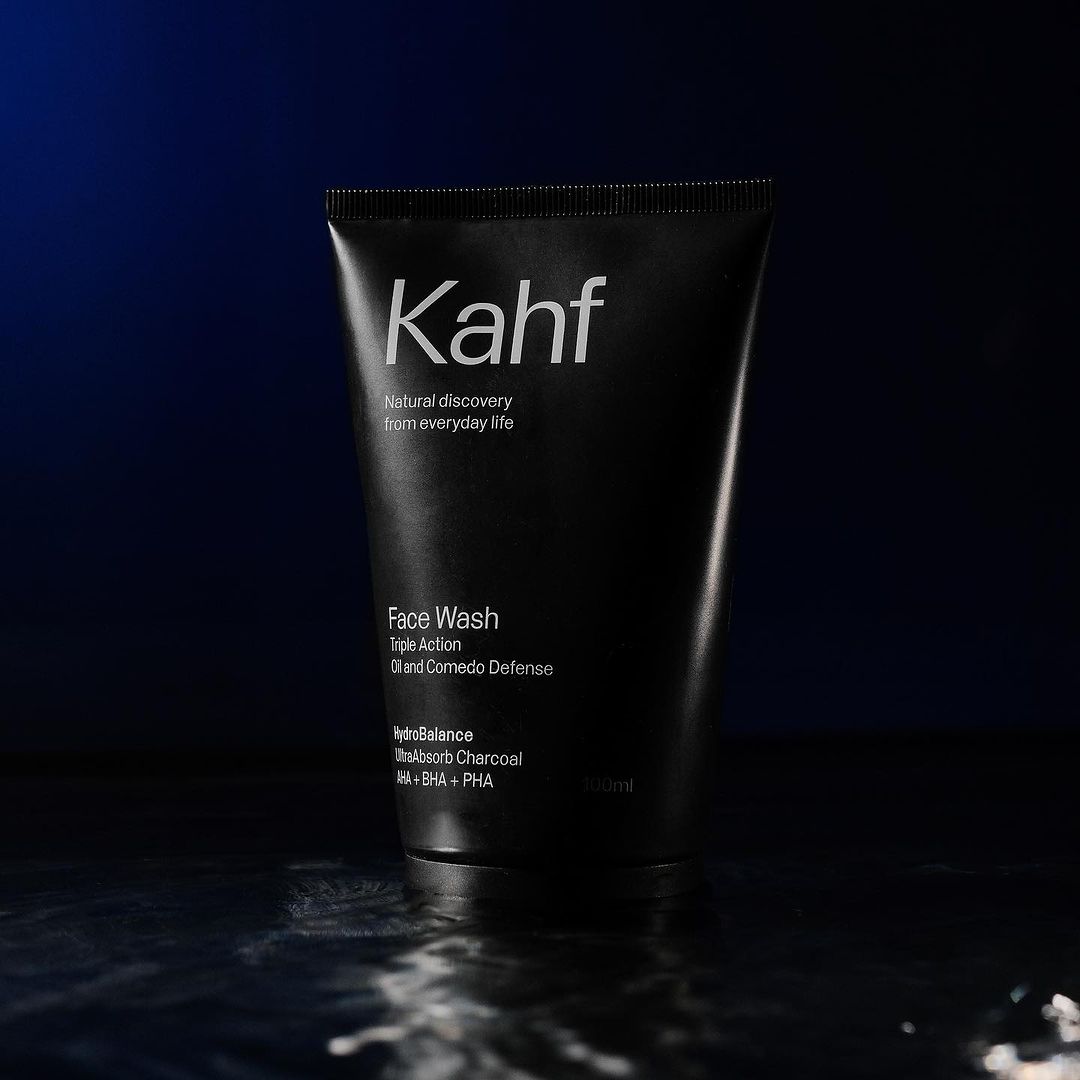 Kahf
Natural discovery
from everyday life
Face Wash
Triple Action
Oil and Comedo Defense
HydroBalance
UltraAbsorb Charcoal
AHA + BHA + PHA
100ml